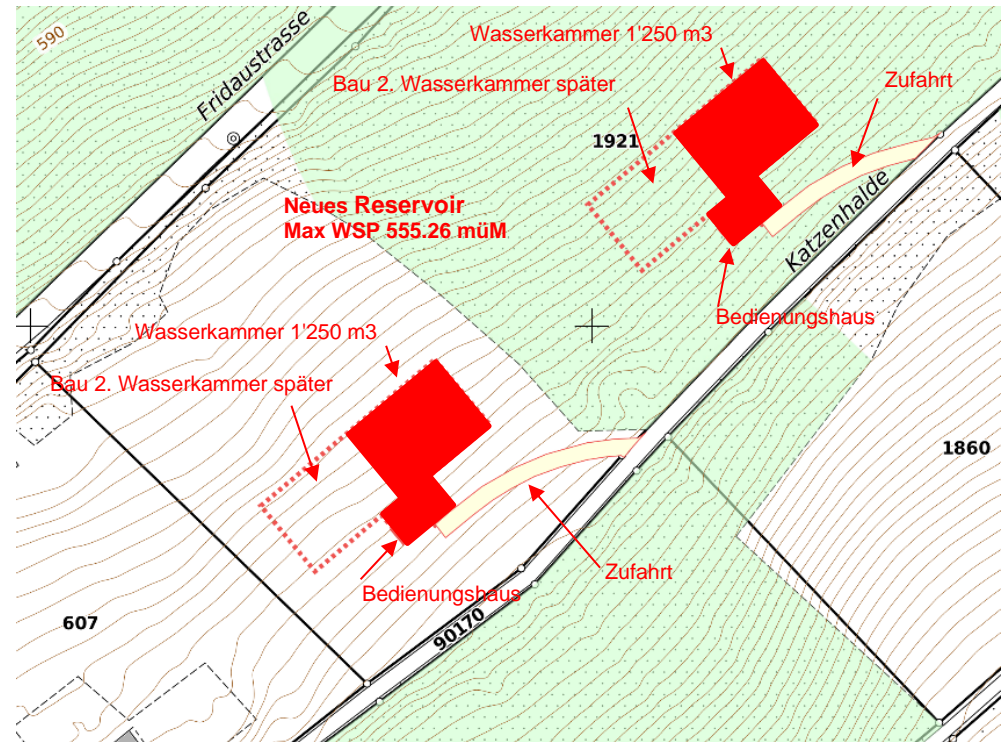 590
Fridaustrasse
Wasserkammer 1'250 m3
Bau 2. Wasserkammer später
Zufahrt
1921
Neues Reservoir
Max WSP 555.26 müM
Katzenhalde
Bedienungshaus
Wasserkammer 1'250 m3
Bau 2. Wasserkammer später
1860
Zufahrt
Bedienungshaus
607
90170